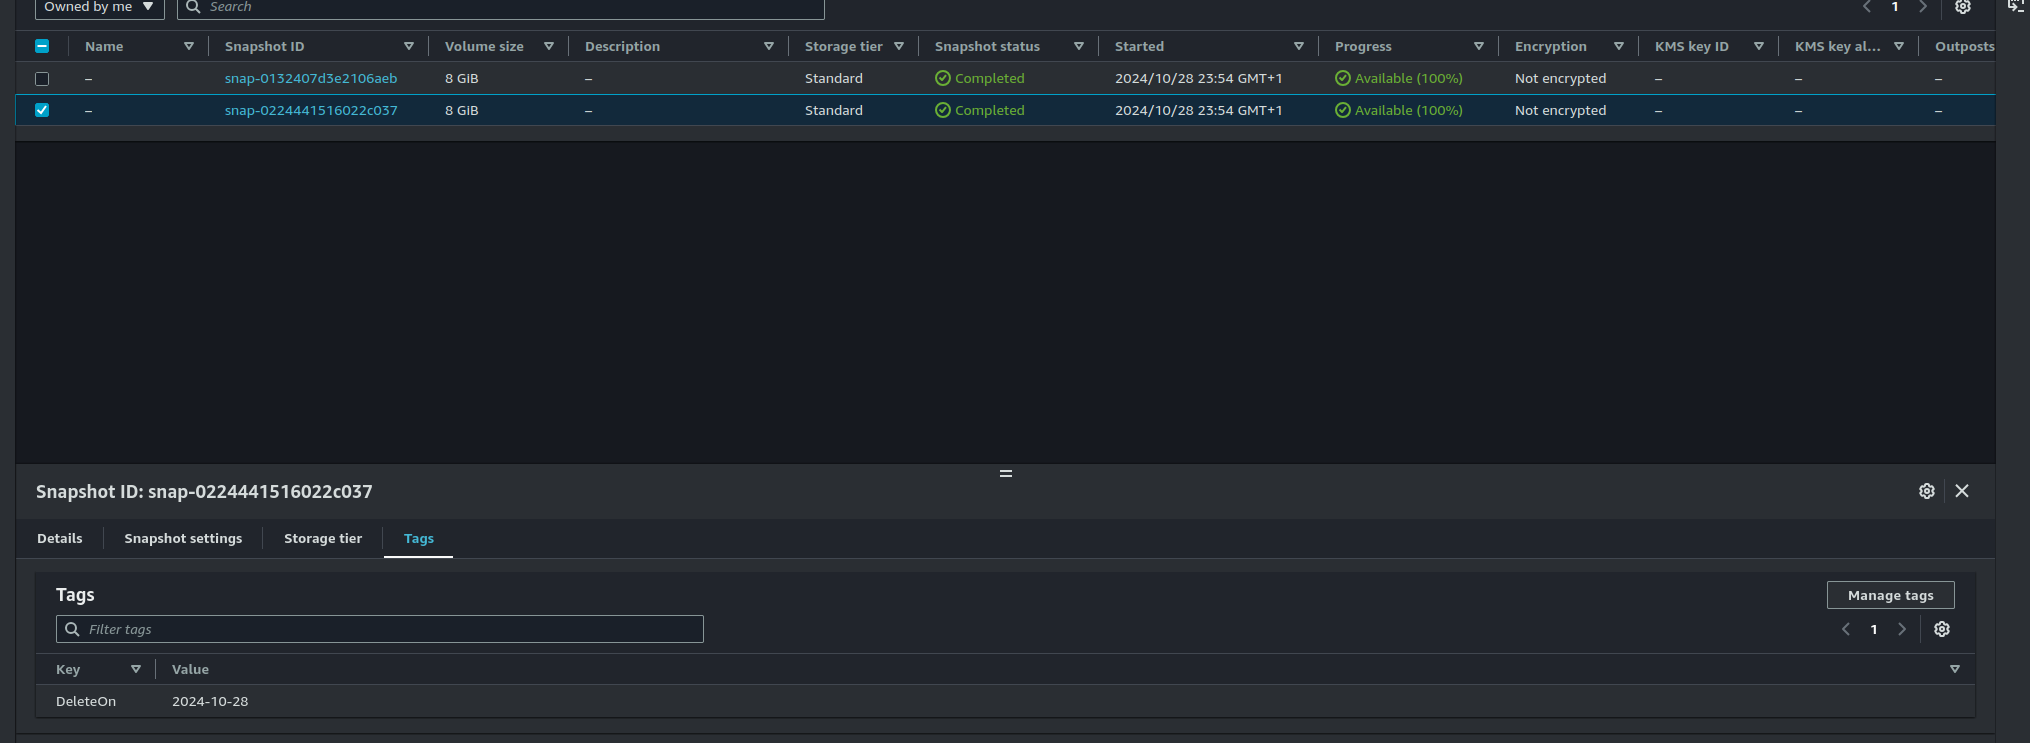 Owned by me Search 1
Name Snapshot ID Volume size Description Storage tier Snapshot status Started Progress Encryption KMS key ID KMS key al... Outposts
– snap-0132407d3e2106aeb 8 GiB – Standard Completed 2024/10/28 23:54 GMT+1 Available (100%) Not encrypted – – –
– snap-0224441516022c037 8 GiB – Standard Completed 2024/10/28 23:54 GMT+1 Available (100%) Not encrypted – – –
Snapshot ID: snap-0224441516022c037
Details Snapshot settings Storage tier Tags
Tags Manage tags
Filter tags 1
Key Value
DeleteOn 2024-10-28